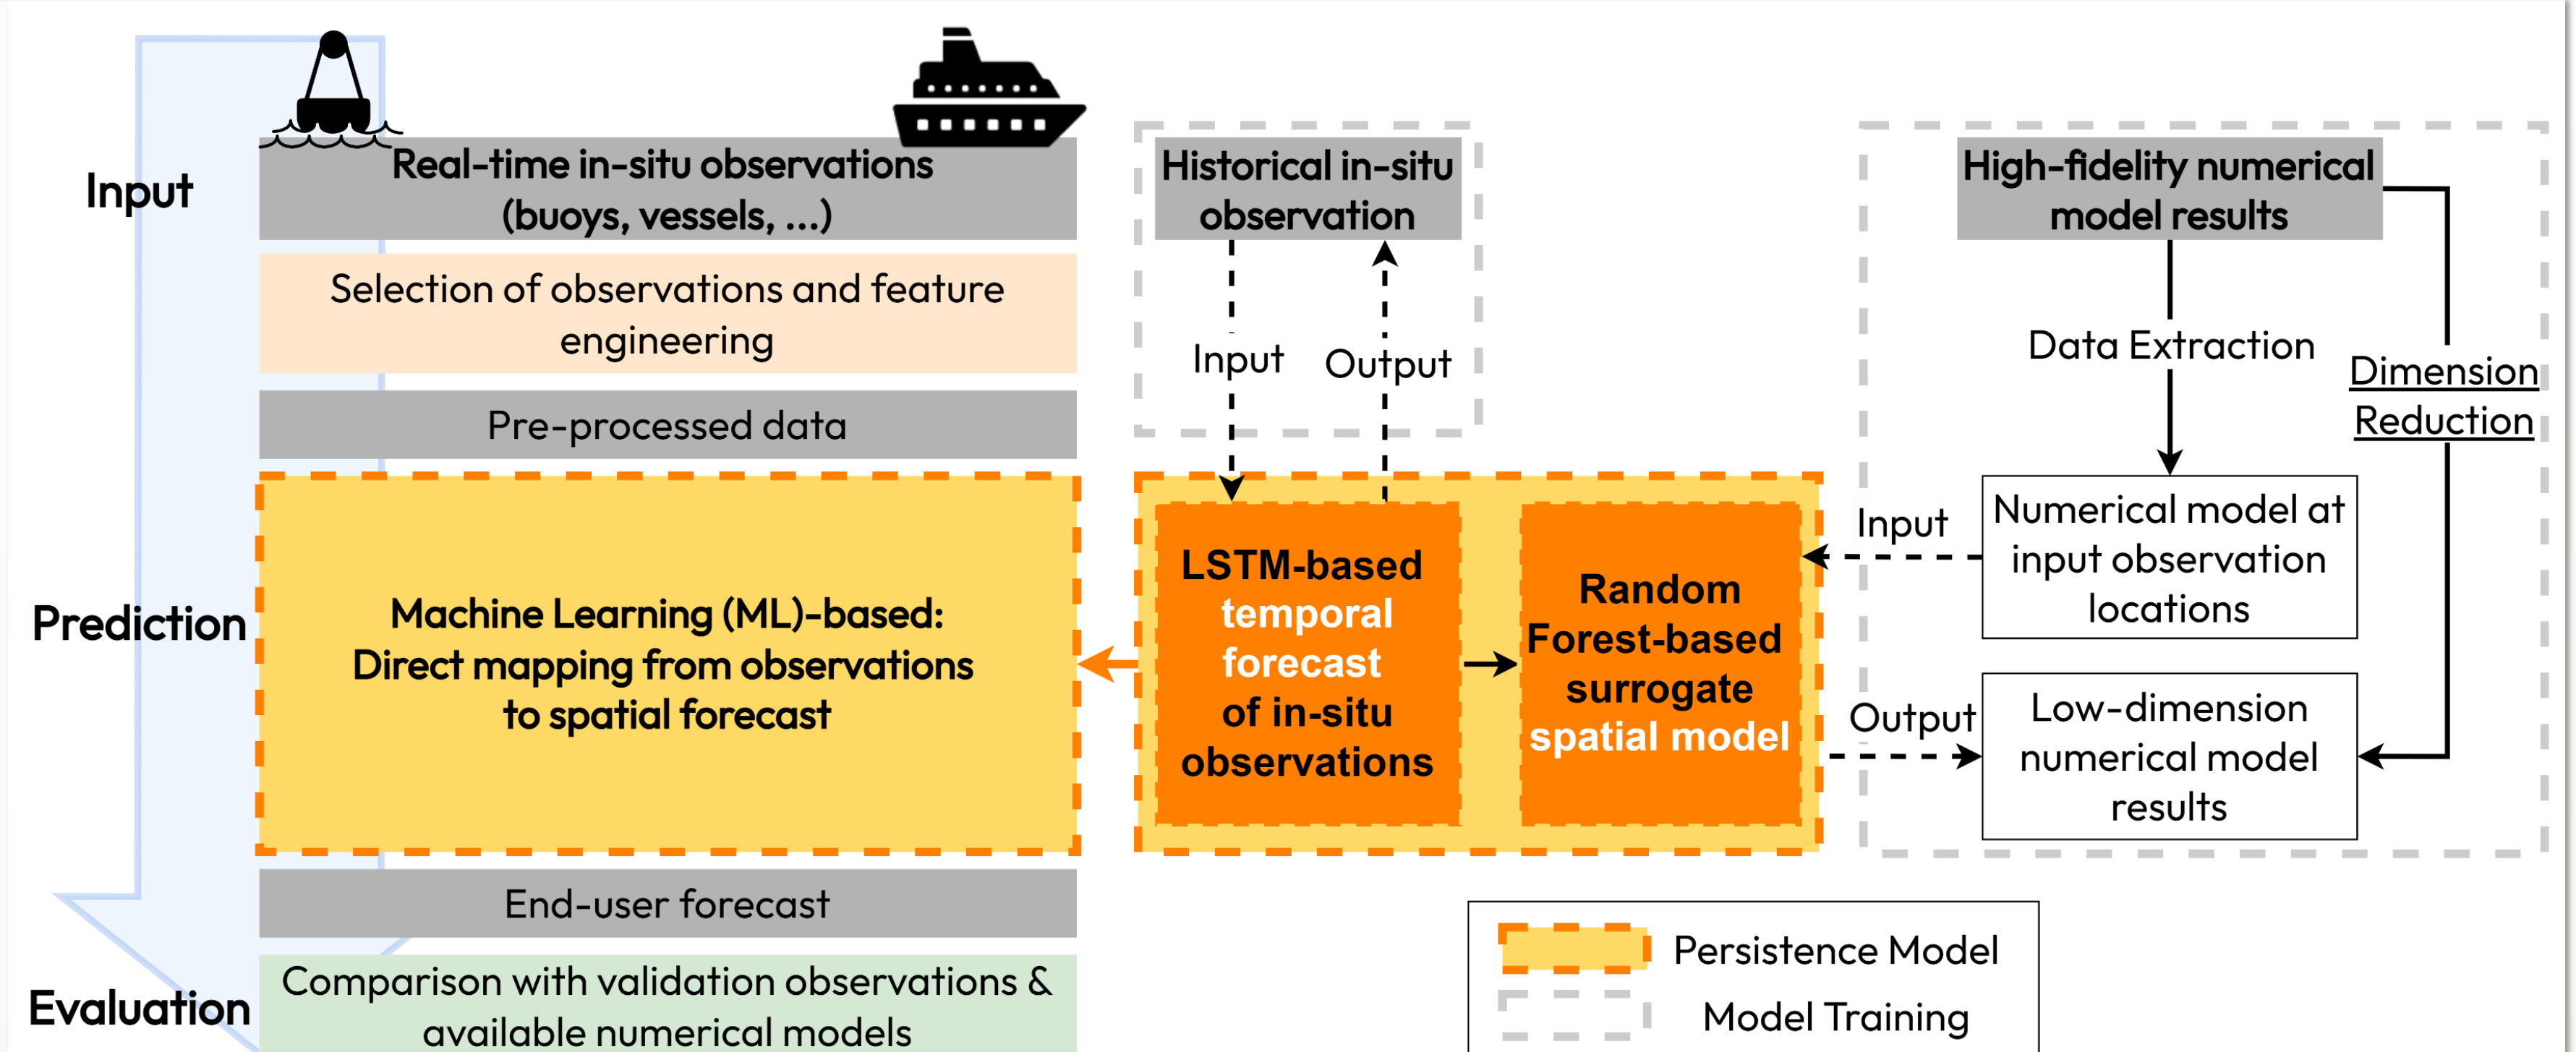 Input
Real-time in-situ observations
(buoys, vessels, ...)
Selection of observations and feature
engineering
Pre-processed data
Prediction
Machine Learning (ML)-based:
Direct mapping from observations
to spatial forecast
End-user forecast
Evaluation
Comparison with validation observations &
available numerical models
Historical in-situ
observation
Input
Output
LSTM-based
temporal
forecast
of in-situ
observations
Random
Forest-based
surrogate
spatial model
High-fidelity numerical
model results
Data Extraction
Dimension
Reduction
Input
Numerical model at
input observation
locations
Output
Low-dimension
numerical model
results
Persistence Model
Model Training